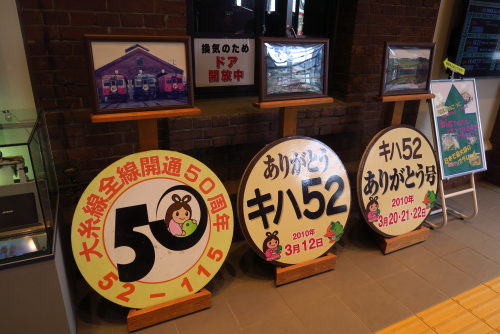 換気のため
ドア
開放中
大糸線全線開通50周年
50
52-115
ありがとう
キハ52
2010年
3月12日
キハ52
ありがとう号
2010年
3月20・21・22日